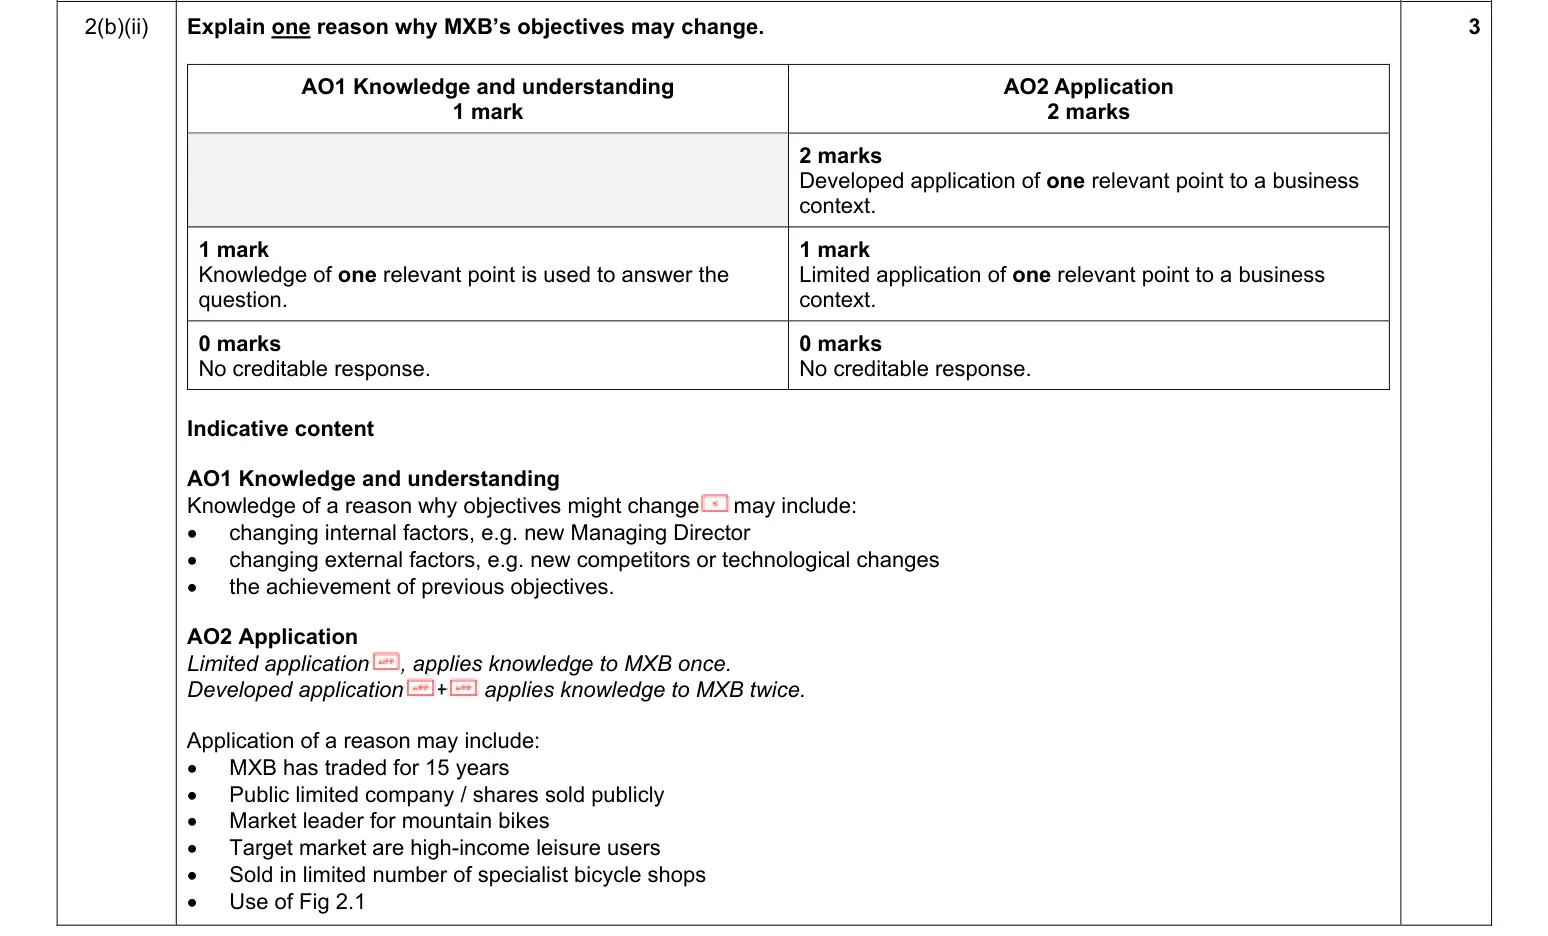 2(b)(ii)
Explain one reason why MXB's objectives may change.
3
AO1 Knowledge and understanding
1 mark
AO2 Application
2 marks
2 marks
Developed application of one relevant point to a business
context.
1 mark
Knowledge of one relevant point is used to answer the
question.
1 mark
Limited application of one relevant point to a business
context.
0 marks
No creditable response.
0 marks
No creditable response.
Indicative content
AO1 Knowledge and understanding
Knowledge of a reason why objectives might change may include:
• changing internal factors, e.g. new Managing Director
• changing external factors, e.g. new competitors or technological changes
• the achievement of previous objectives.
AO2 Application
Limited application , applies knowledge to MXB once.
Developed application + applies knowledge to MXB twice.
Application of a reason may include:
• MXB has traded for 15 years
• Public limited company / shares sold publicly
• Market leader for mountain bikes
• Target market are high-income leisure users
• Sold in limited number of specialist bicycle shops
• Use of Fig 2.1